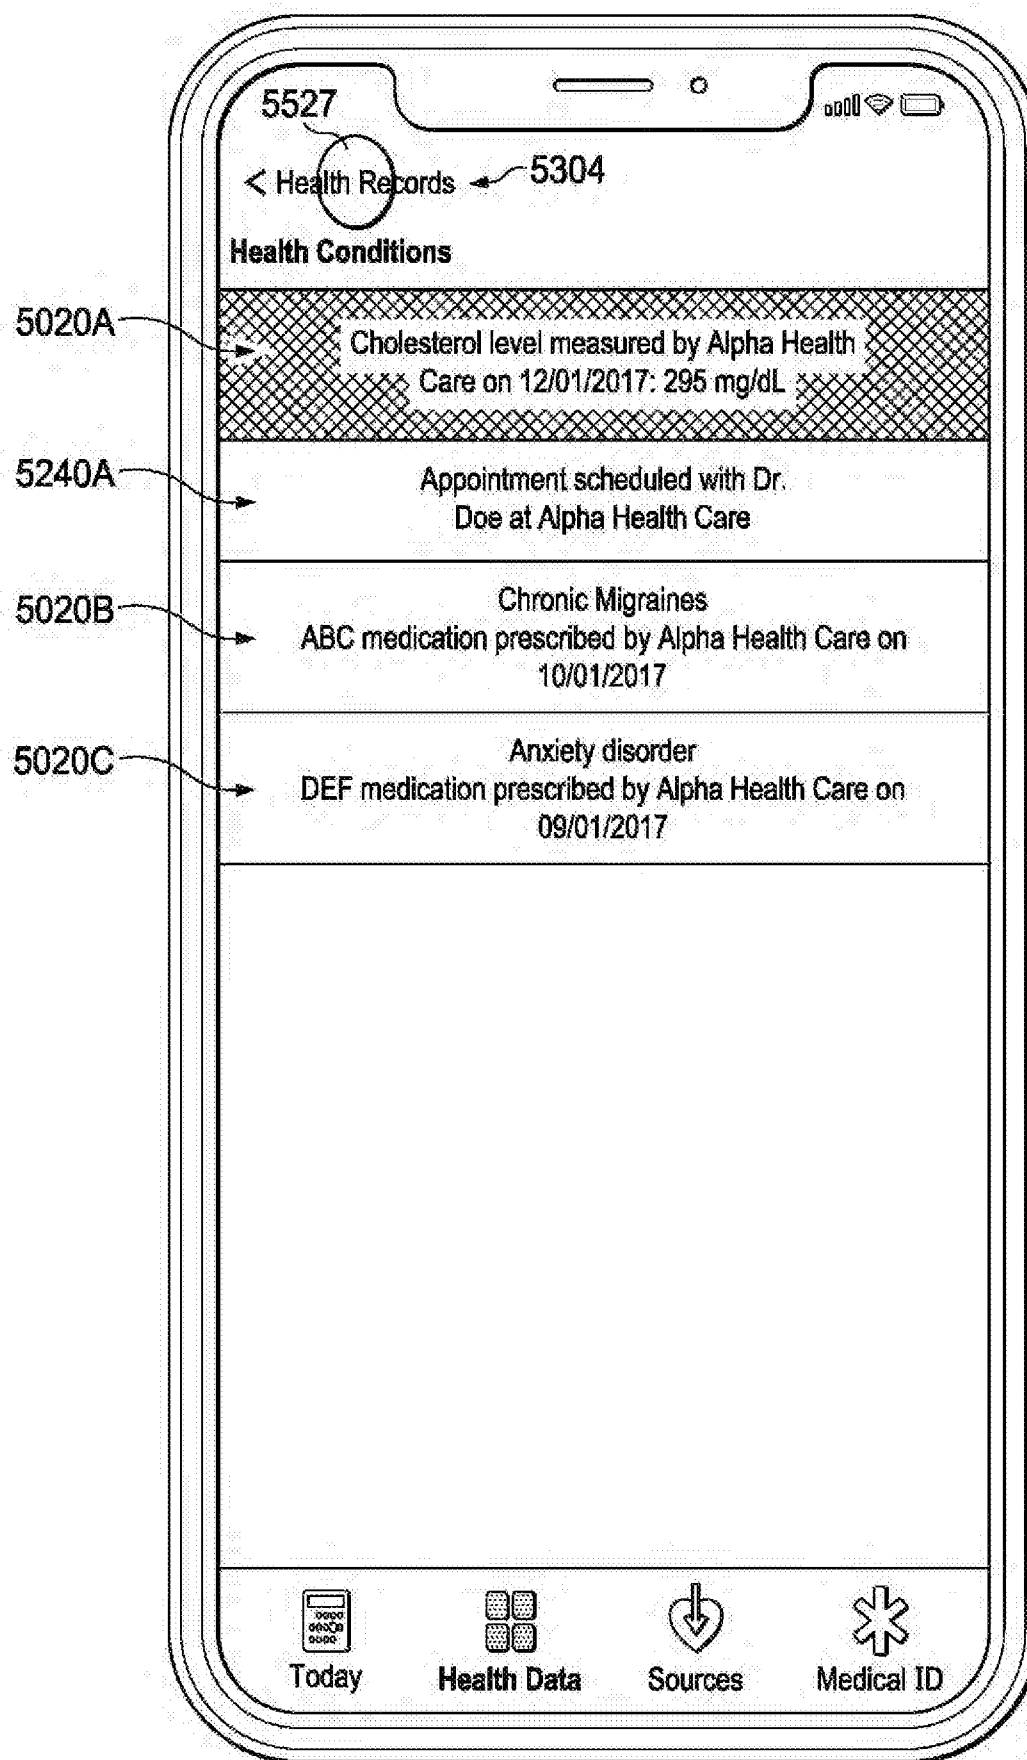 5527
< Health Records
5304
Health Conditions
5020A
Cholesterol level measured by Alpha Health
Care on 12/01/2017: 295 mg/dL
5240A
Appointment scheduled with Dr.
Doe at Alpha Health Care
5020B
Chronic Migraines
ABC medication prescribed by Alpha Health Care on
10/01/2017
5020C
Anxiety disorder
DEF medication prescribed by Alpha Health Care on
09/01/2017
Today
Health Data
Sources
Medical ID